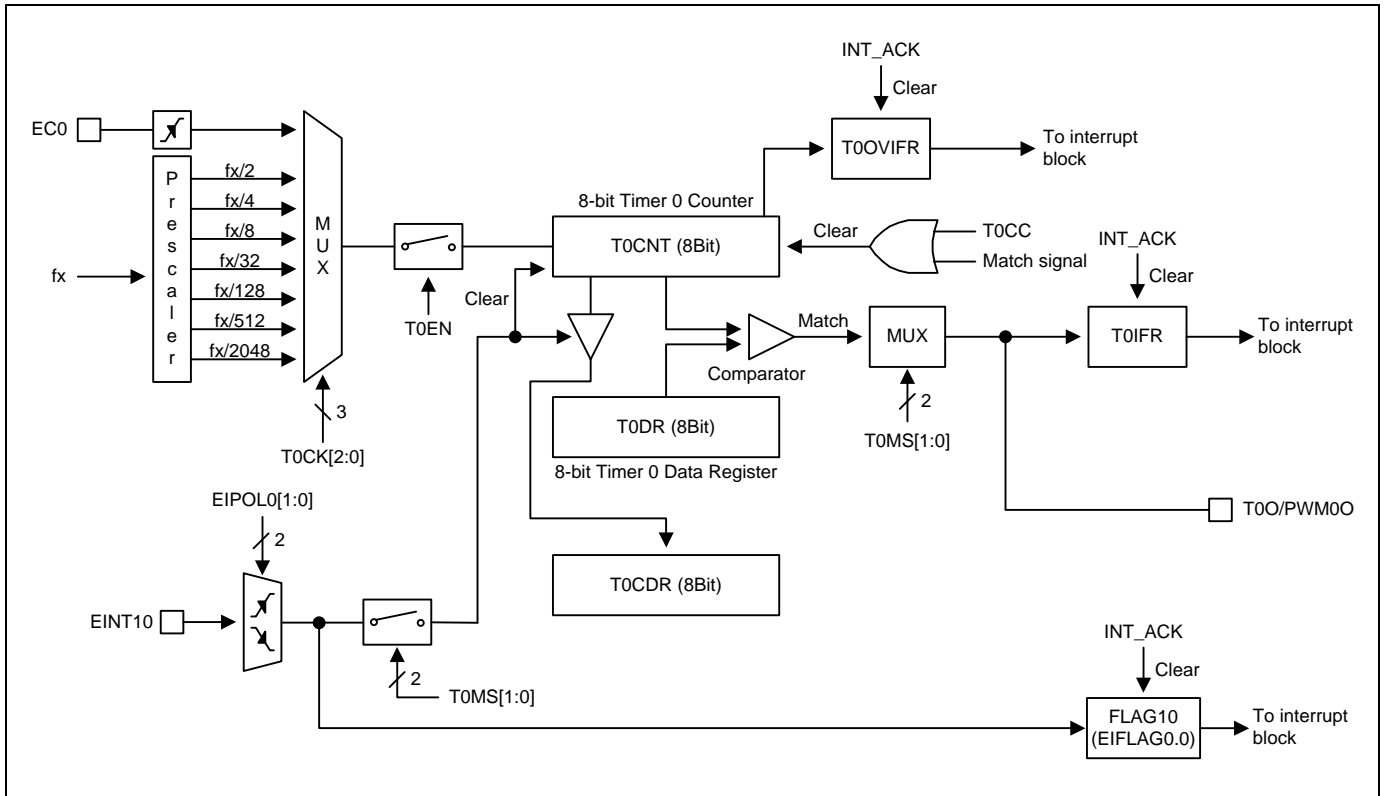 INT_ACK
Clear
EC0
T0OVIFR
To interrupt
block
Prescaler
fx/2
fx/4
fx/8
fx/32
fx/128
fx/512
fx/2048
fx
MUX
T0CK[2:0]
3
T0EN
8-bit Timer 0 Counter
T0CNT (8Bit)
Clear
T0CC
Match signal
Clear
INT_ACK
Clear
Match
Comparator
MUX
2
T0MS[1:0]
T0IFR
To interrupt
block
T0DR (8Bit)
8-bit Timer 0 Data Register
T0O/PWM0O
T0CDR (8Bit)
EIPOL0[1:0]
2
EINT10
2
T0MS[1:0]
INT_ACK
Clear
FLAG10
(EIFLAG0.0)
To interrupt
block